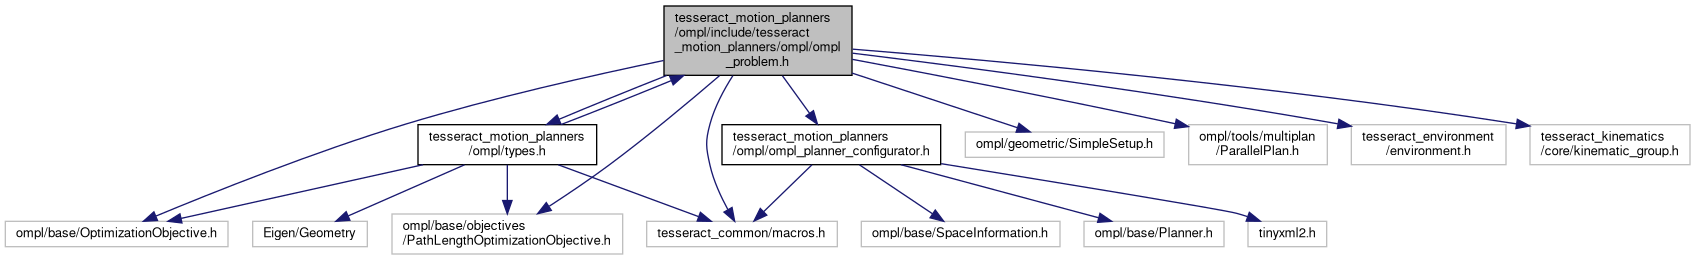 tesseract_motion_planners
/ompl/include/tesseract
_motion_planners/ompl/ompl
_problem.h
tesseract_motion_planners
/ompl/types.h
tesseract_motion_planners
/ompl/ompl_planner_configurator.h
ompl/geometric/SimpleSetup.h
ompl/tools/multiplan
/ParallelPlan.h
tesseract_environment
/environment.h
tesseract_kinematics
/core/kinematic_group.h
ompl/base/OptimizationObjective.h
Eigen/Geometry
ompl/base/objectives
/PathLengthOptimizationObjective.h
tesseract_common/macros.h
ompl/base/SpaceInformation.h
ompl/base/Planner.h
tinyxml2.h